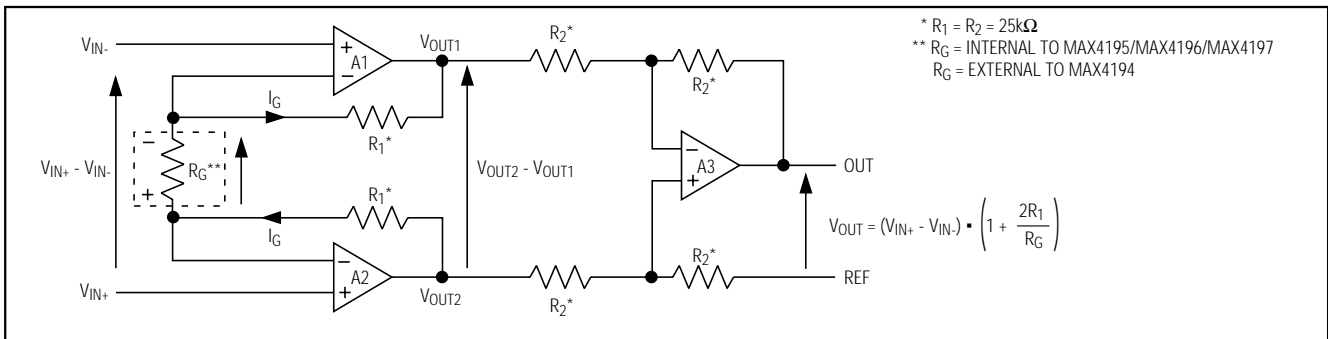 * R1 = R2 = 25kΩ
** RG = INTERNAL TO MAX4195/MAX4196/MAX4197
RG = EXTERNAL TO MAX4194
VIN-
+
A1
−
VOUT1
R2*
R2*
IG
R1*
−
RG**
+
VIN+ - VIN-
VOUT2 - VOUT1
−
A3
+
OUT
R1*
IG
VOUT = (VIN+ - VIN-) ▪ (1 + 2R1/RG)
−
A2
+
VIN+
VOUT2
R2*
R2*
REF